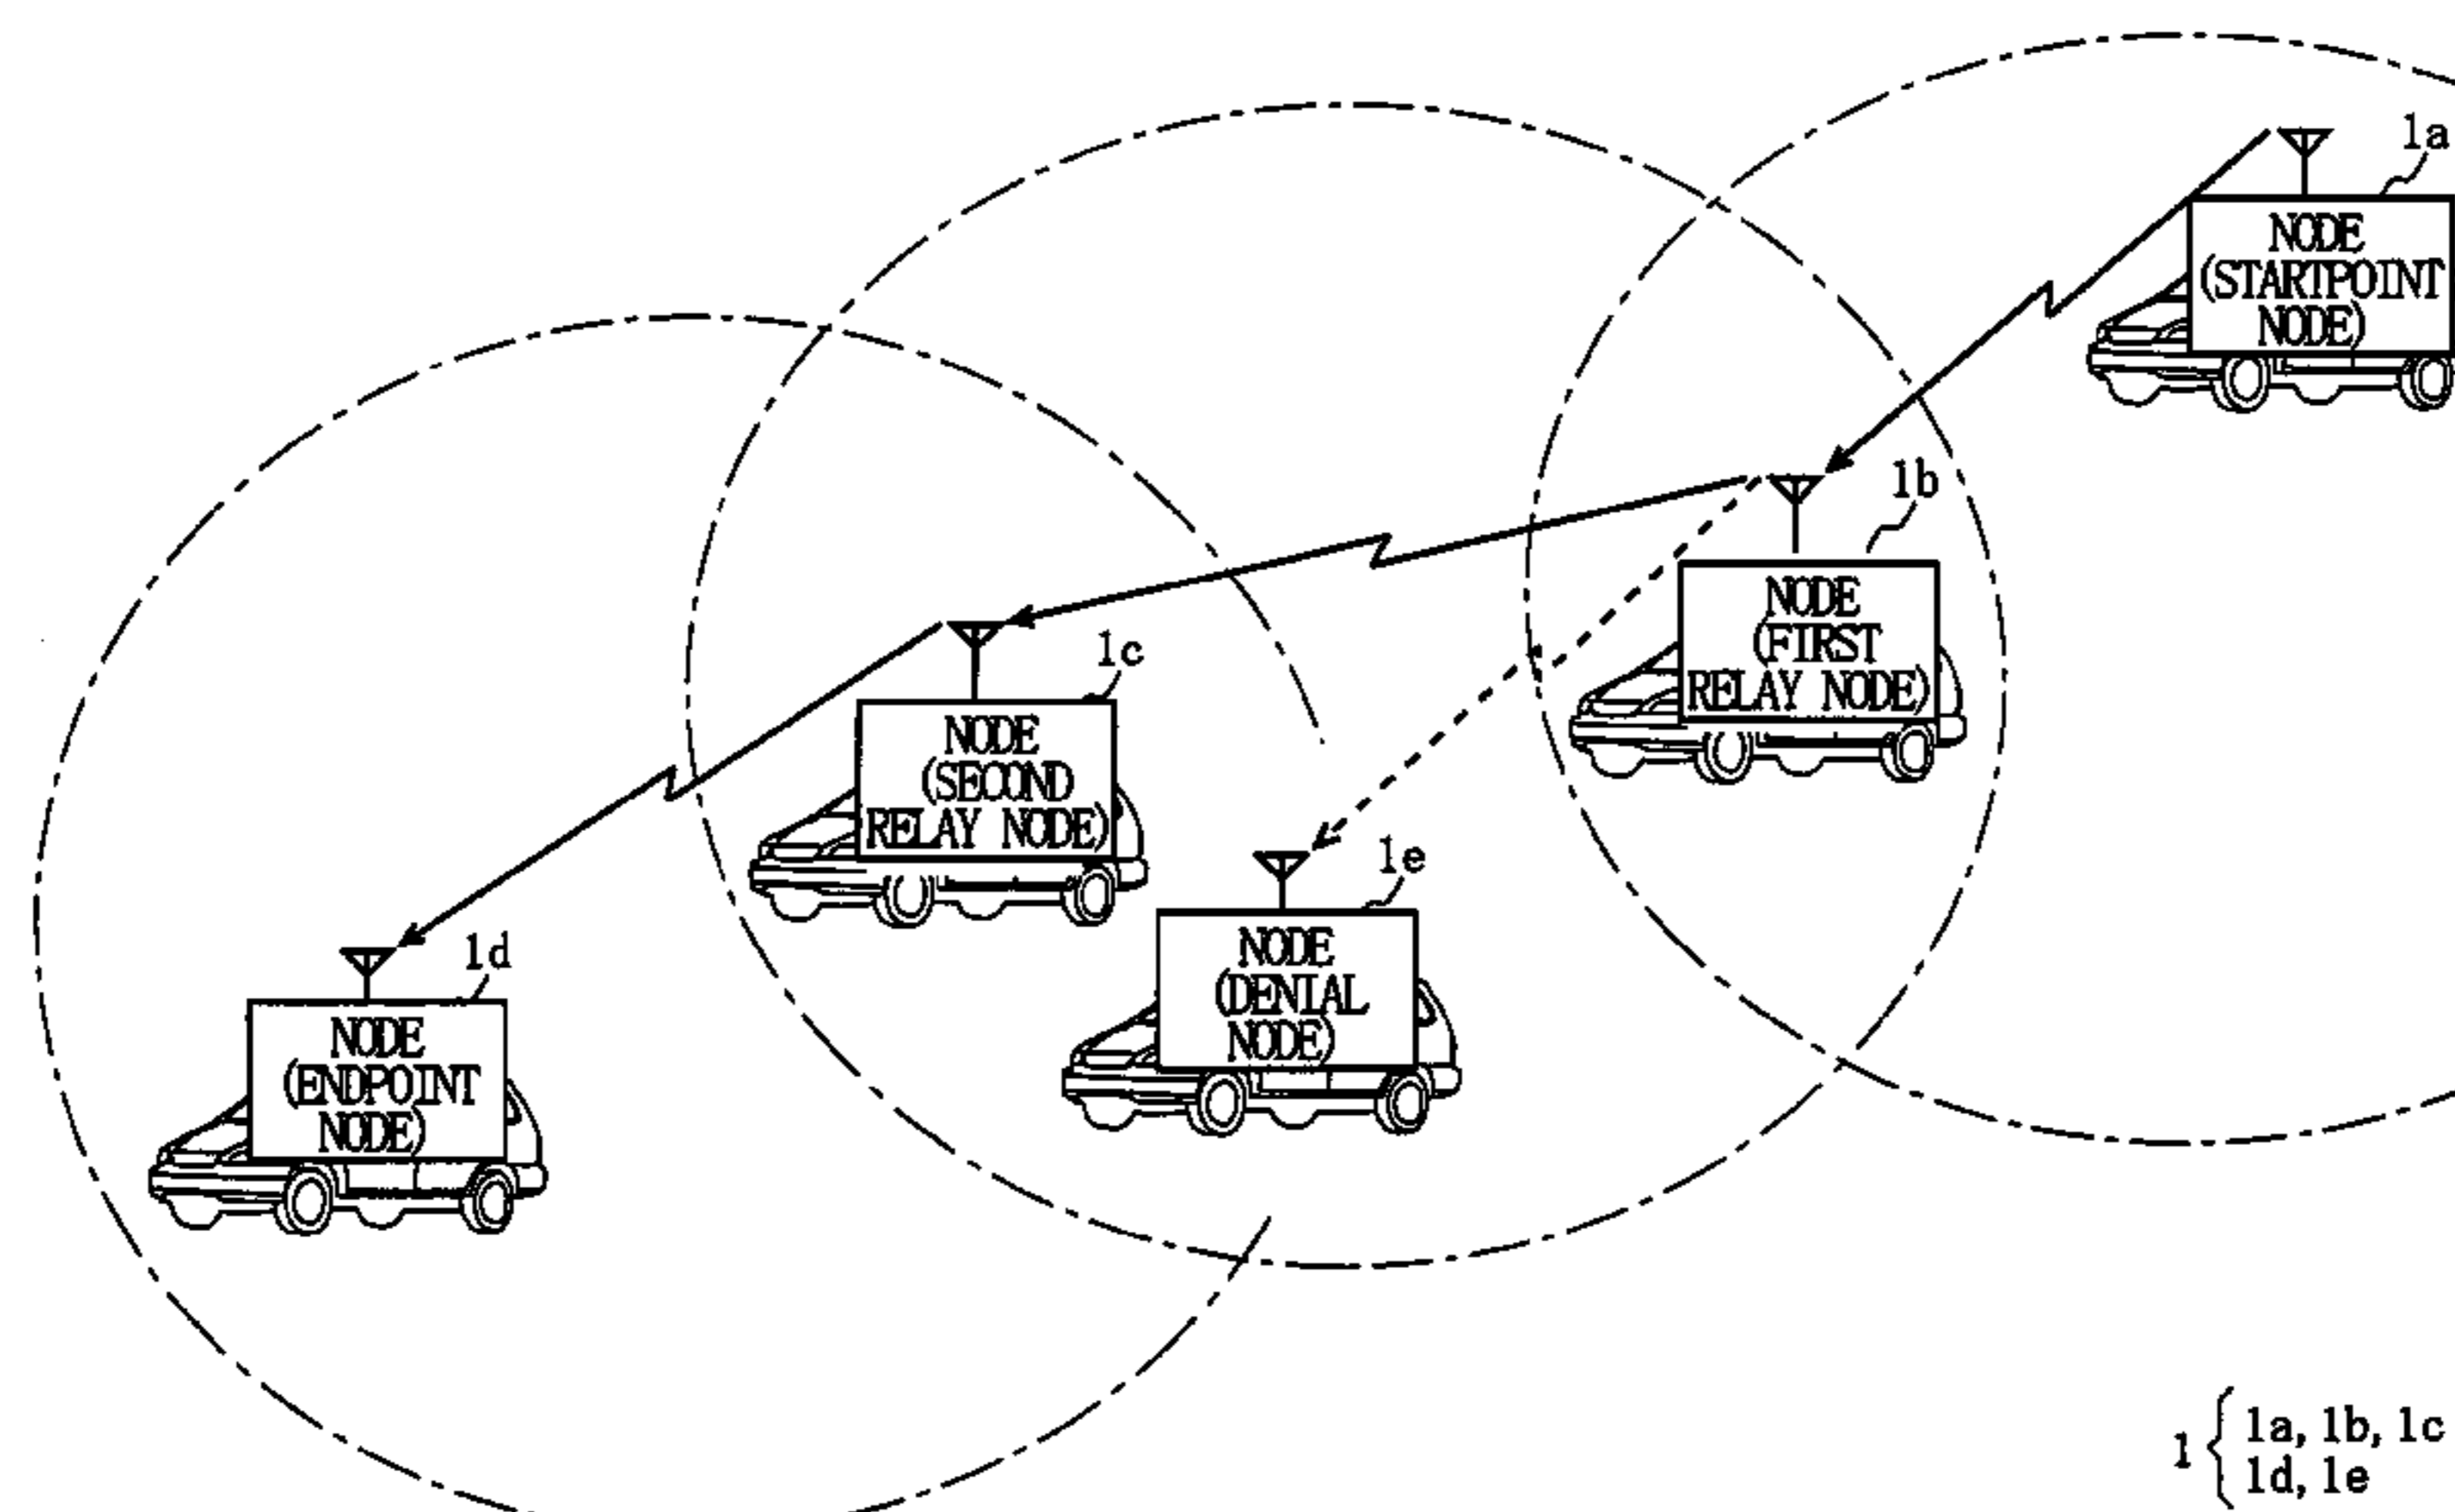 1a
NODE
(STARTPOINT
NODE)
1b
NODE
(FIRST
RELAY NODE)
1c
NODE
(SECOND
RELAY NODE)
1e
NODE
(DENIAL
NODE)
1d
NODE
(ENDPOINT
NODE)
1 { 1a, 1b, 1c
1d, 1e